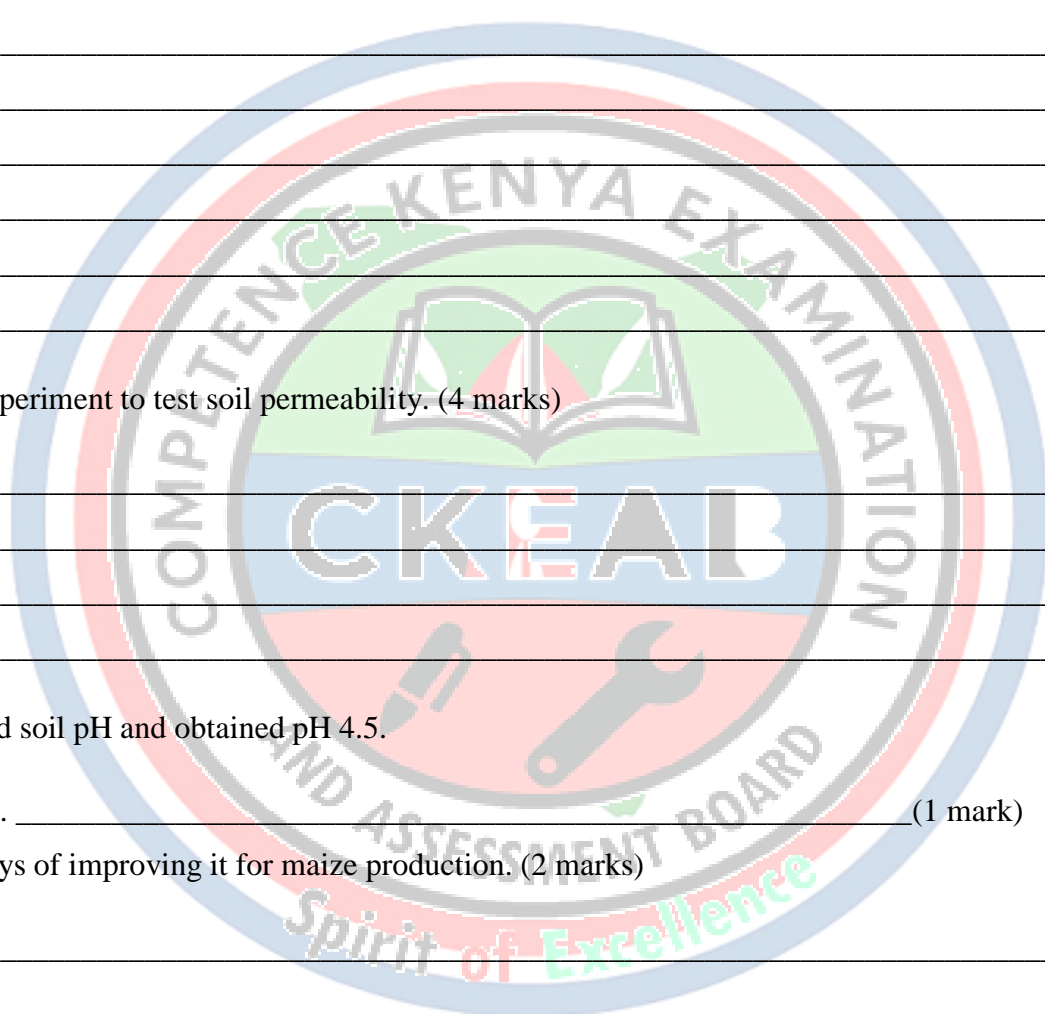 COMPETENCE KENYA EXAMINATION
periment to test soil permeability. (4 marks)
CKEAB
d soil pH and obtained pH 4.5.
. ________(1 mark)
ys of improving it for maize production. (2 marks)
AND ASSESSMENT BOARD
Spirit of Excellence